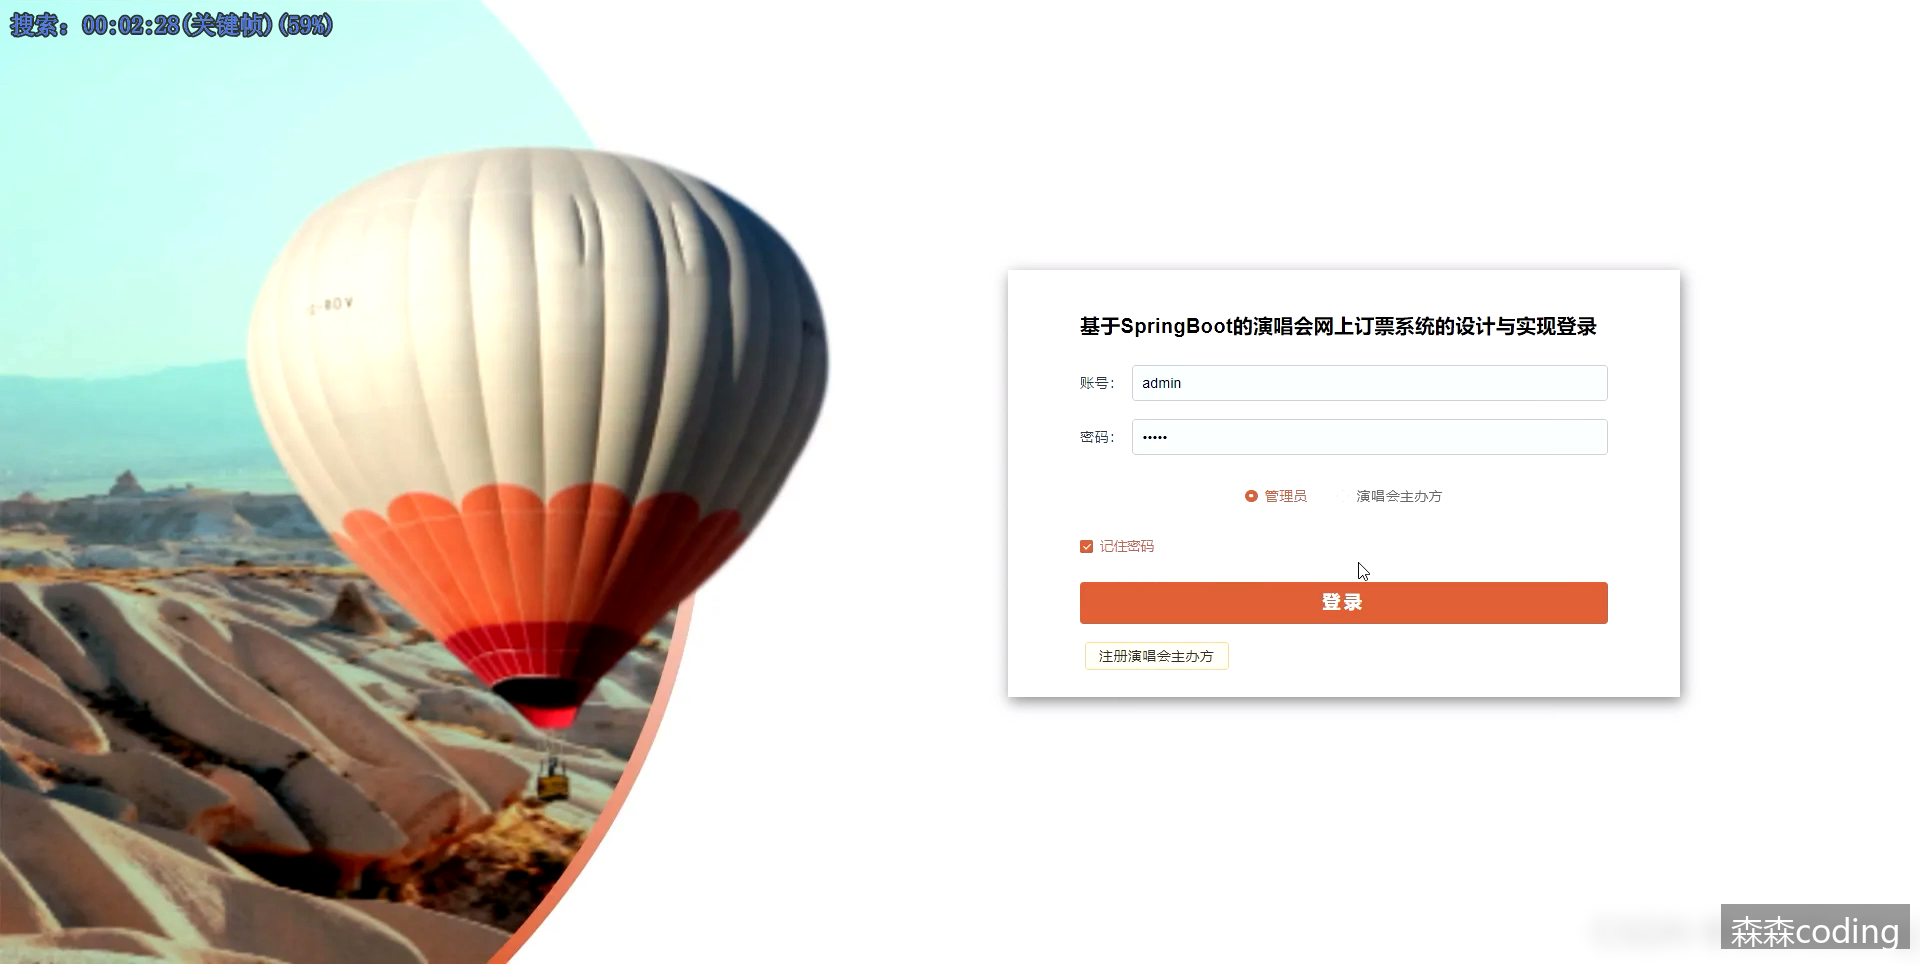 搜索: 00:02:28(关键帧)(59%)
基于SpringBoot的演唱会网上订票系统的设计与实现登录
账号:
admin
密码:
•••••
管理员
演唱会主办方
记住密码
登录
注册演唱会主办方
森森coding